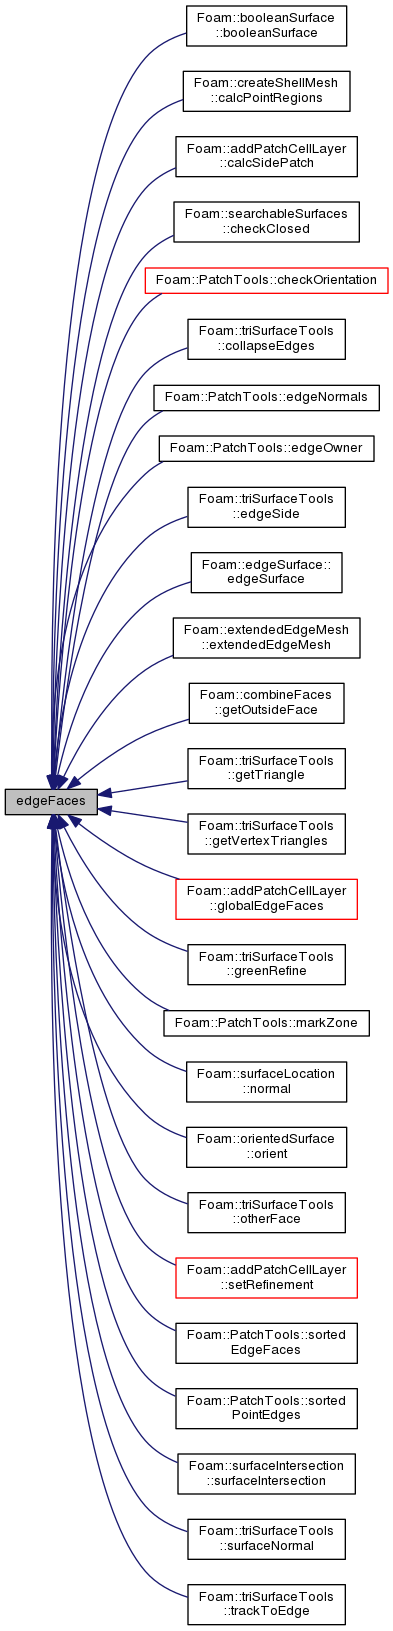 Foam::booleanSurface
::booleanSurface
Foam::createShellMesh
::calcPointRegions
Foam::addPatchCellLayer
::calcSidePatch
Foam::searchableSurfaces
::checkClosed
Foam::PatchTools::checkOrientation
Foam::triSurfaceTools
::collapseEdges
Foam::PatchTools::edgeNormals
Foam::PatchTools::edgeOwner
Foam::triSurfaceTools
::edgeSide
Foam::edgeSurface::
edgeSurface
Foam::extendedEdgeMesh
::extendedEdgeMesh
Foam::combineFaces
::getOutsideFace
Foam::triSurfaceTools
::getTriangle
edgeFaces
Foam::triSurfaceTools
::getVertexTriangles
Foam::addPatchCellLayer
::globalEdgeFaces
Foam::triSurfaceTools
::greenRefine
Foam::PatchTools::markZone
Foam::surfaceLocation
::normal
Foam::orientedSurface
::orient
Foam::triSurfaceTools
::otherFace
Foam::addPatchCellLayer
::setRefinement
Foam::PatchTools::sorted
EdgeFaces
Foam::PatchTools::sorted
PointEdges
Foam::surfaceIntersection
::surfaceIntersection
Foam::triSurfaceTools
::surfaceNormal
Foam::triSurfaceTools
::trackToEdge